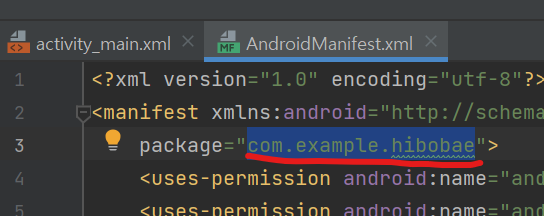 activity_main.xml AndroidManifest.xml
1 <?xml version="1.0" encoding="utf-8"?>
2 <manifest xmlns:android="http://schema
3 package="com.example.hibobae">
4 <uses-permission android:name="and
5 <uses-permission android:name="and